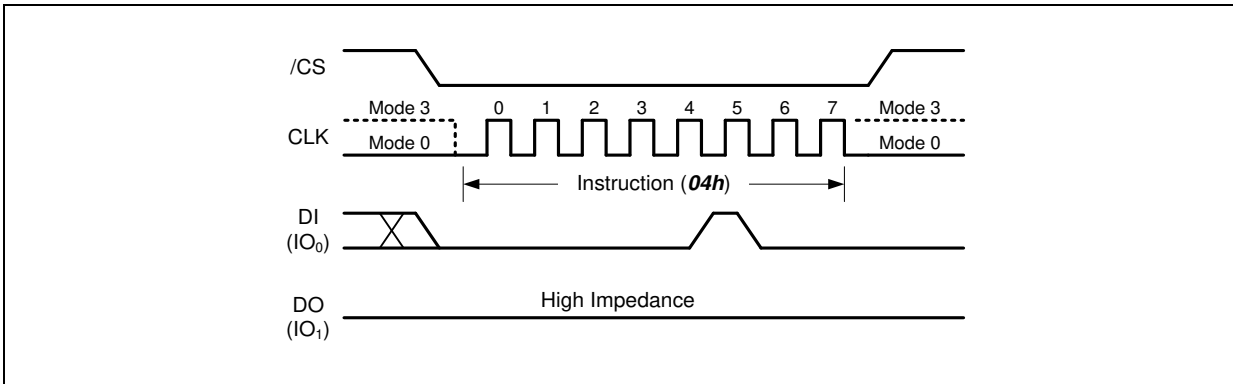 /CS
Mode 3 0 1 2 3 4 5 6 7 Mode 3
CLK
Mode 0 Mode 0
Instruction (04h)
DI
(IO₀)
High Impedance
DO
(IO₁)